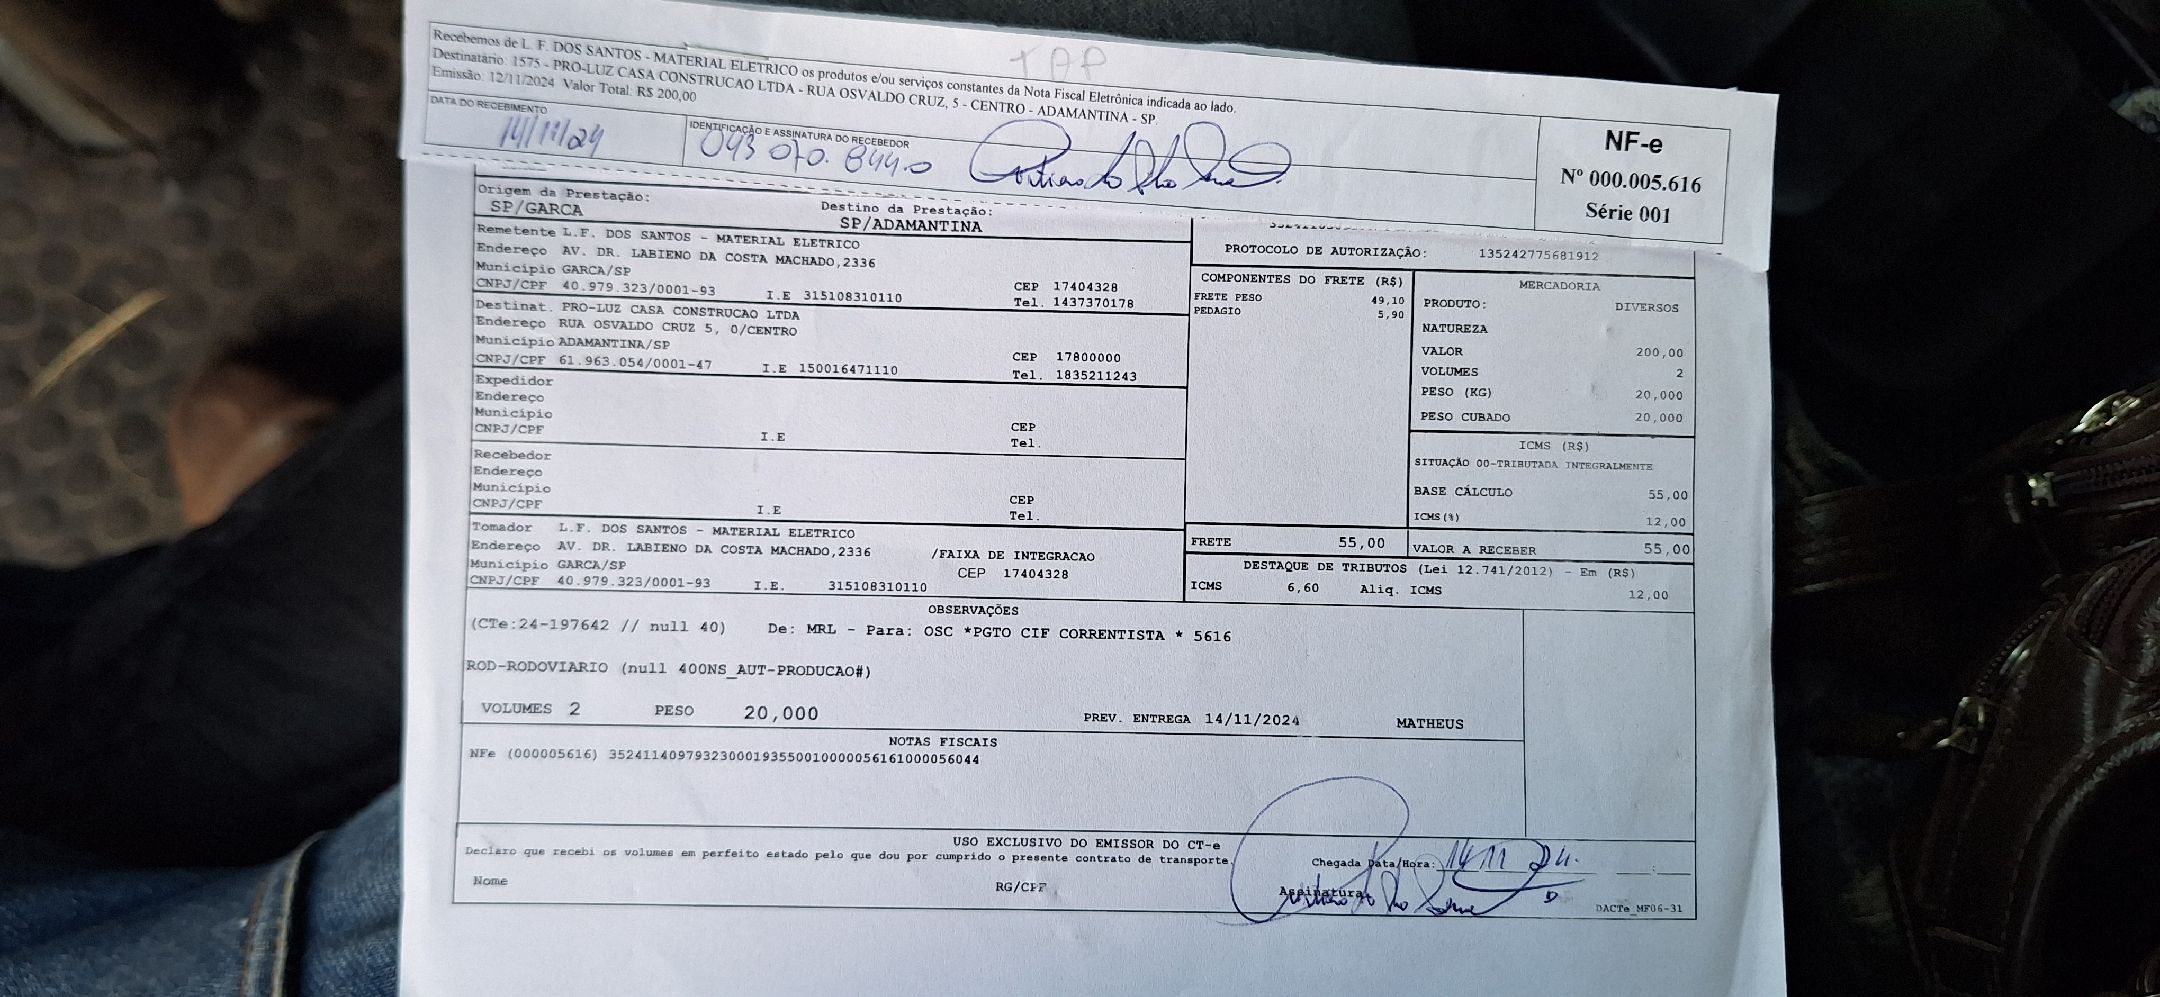 TAP
Recebemos de L. F. DOS SANTOS - MATERIAL ELETRICO os produtos e/ou serviços constantes da Nota Fiscal Eletrônica indicada ao lado.
Destinatário: 1575 - PRO-LUZ CASA CONSTRUCAO LTDA - RUA OSVALDO CRUZ, 5 - CENTRO - ADAMANTINA - SP.
Emissão: 12/11/2024 Valor Total: R$ 200,00
DATA DO RECEBIMENTO
14/11/24
IDENTIFICAÇÃO E ASSINATURA DO RECEBEDOR
043 070. 844.0
NF-e
Nº 000.005.616
Série 001
Origem da Prestação:
SP/GARCA
Destino da Prestação:
SP/ADAMANTINA
Remetente L.F. DOS SANTOS - MATERIAL ELETRICO
Endereço AV. DR. LABIENO DA COSTA MACHADO,2336
Município GARCA/SP CEP 17404328
CNPJ/CPF 40.979.323/0001-93 I.E 315108310110 Tel. 1437370178
Destinat. PRO-LUZ CASA CONSTRUCAO LTDA
Endereço RUA OSVALDO CRUZ 5, 0/CENTRO
Município ADAMANTINA/SP CEP 17800000
CNPJ/CPF 61.963.054/0001-47 I.E 150016471110 Tel. 1835211243
Expedidor
Endereço
Município CEP
CNPJ/CPF I.E Tel.
Recebedor
Endereço
Município CEP
CNPJ/CPF I.E Tel.
Tomador L.F. DOS SANTOS - MATERIAL ELETRICO
Endereço AV. DR. LABIENO DA COSTA MACHADO,2336 /FAIXA DE INTEGRACAO
Município GARCA/SP CEP 17404328
CNPJ/CPF 40.979.323/0001-93 I.E. 315108310110
PROTOCOLO DE AUTORIZAÇÃO: 135242775681912
COMPONENTES DO FRETE (R$)
FRETE PESO 49,10
PEDAGIO 5,90
MERCADORIA
PRODUTO: DIVERSOS
NATUREZA
VALOR 200,00
VOLUMES 2
PESO (KG) 20,000
PESO CUBADO 20,000
ICMS (R$)
SITUAÇÃO 00-TRIBUTADA INTEGRALMENTE
BASE CÁLCULO 55,00
ICMS(%) 12,00
FRETE 55,00 VALOR A RECEBER 55,00
DESTAQUE DE TRIBUTOS (Lei 12.741/2012) - Em (R$)
ICMS 6,60 Aliq. ICMS 12,00
OBSERVAÇÕES
(CTe:24-197642 // null 40) De: MRL - Para: OSC *PGTO CIF CORRENTISTA * 5616
ROD-RODOVIARIO (null 400NS_AUT-PRODUCAO#)
VOLUMES 2 PESO 20,000 PREV. ENTREGA 14/11/2024 MATHEUS
NOTAS FISCAIS
NFe (000005616) 35241140979323000193550010000056161000056044
USO EXCLUSIVO DO EMISSOR DO CT-e
Declaro que recebi os volumes em perfeito estado pelo que dou por cumprido o presente contrato de transporte.
Chegada Data/Hora: 14 11 24.
Nome RG/CPF Assinatura
DACTe_MF06-31